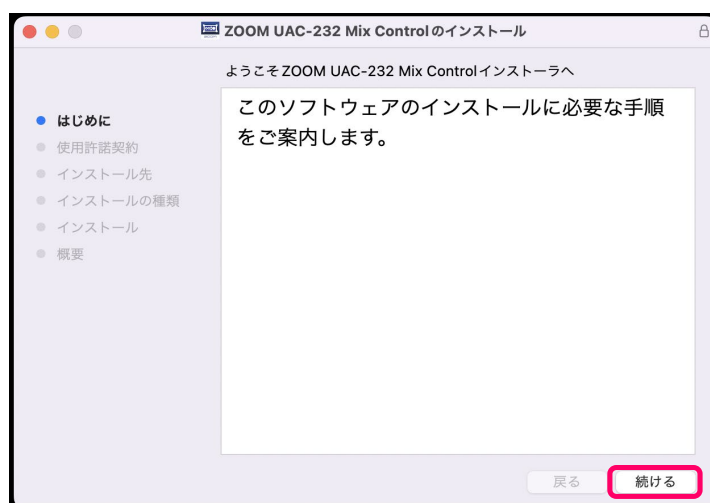 ZOOM UAC-232 Mix Controlのインストール
ようこそZOOM UAC-232 Mix Controlインストーラへ
はじめに
使用許諾契約
インストール先
インストールの種類
インストール
概要
このソフトウェアのインストールに必要な手順
をご案内します。
戻る
続ける